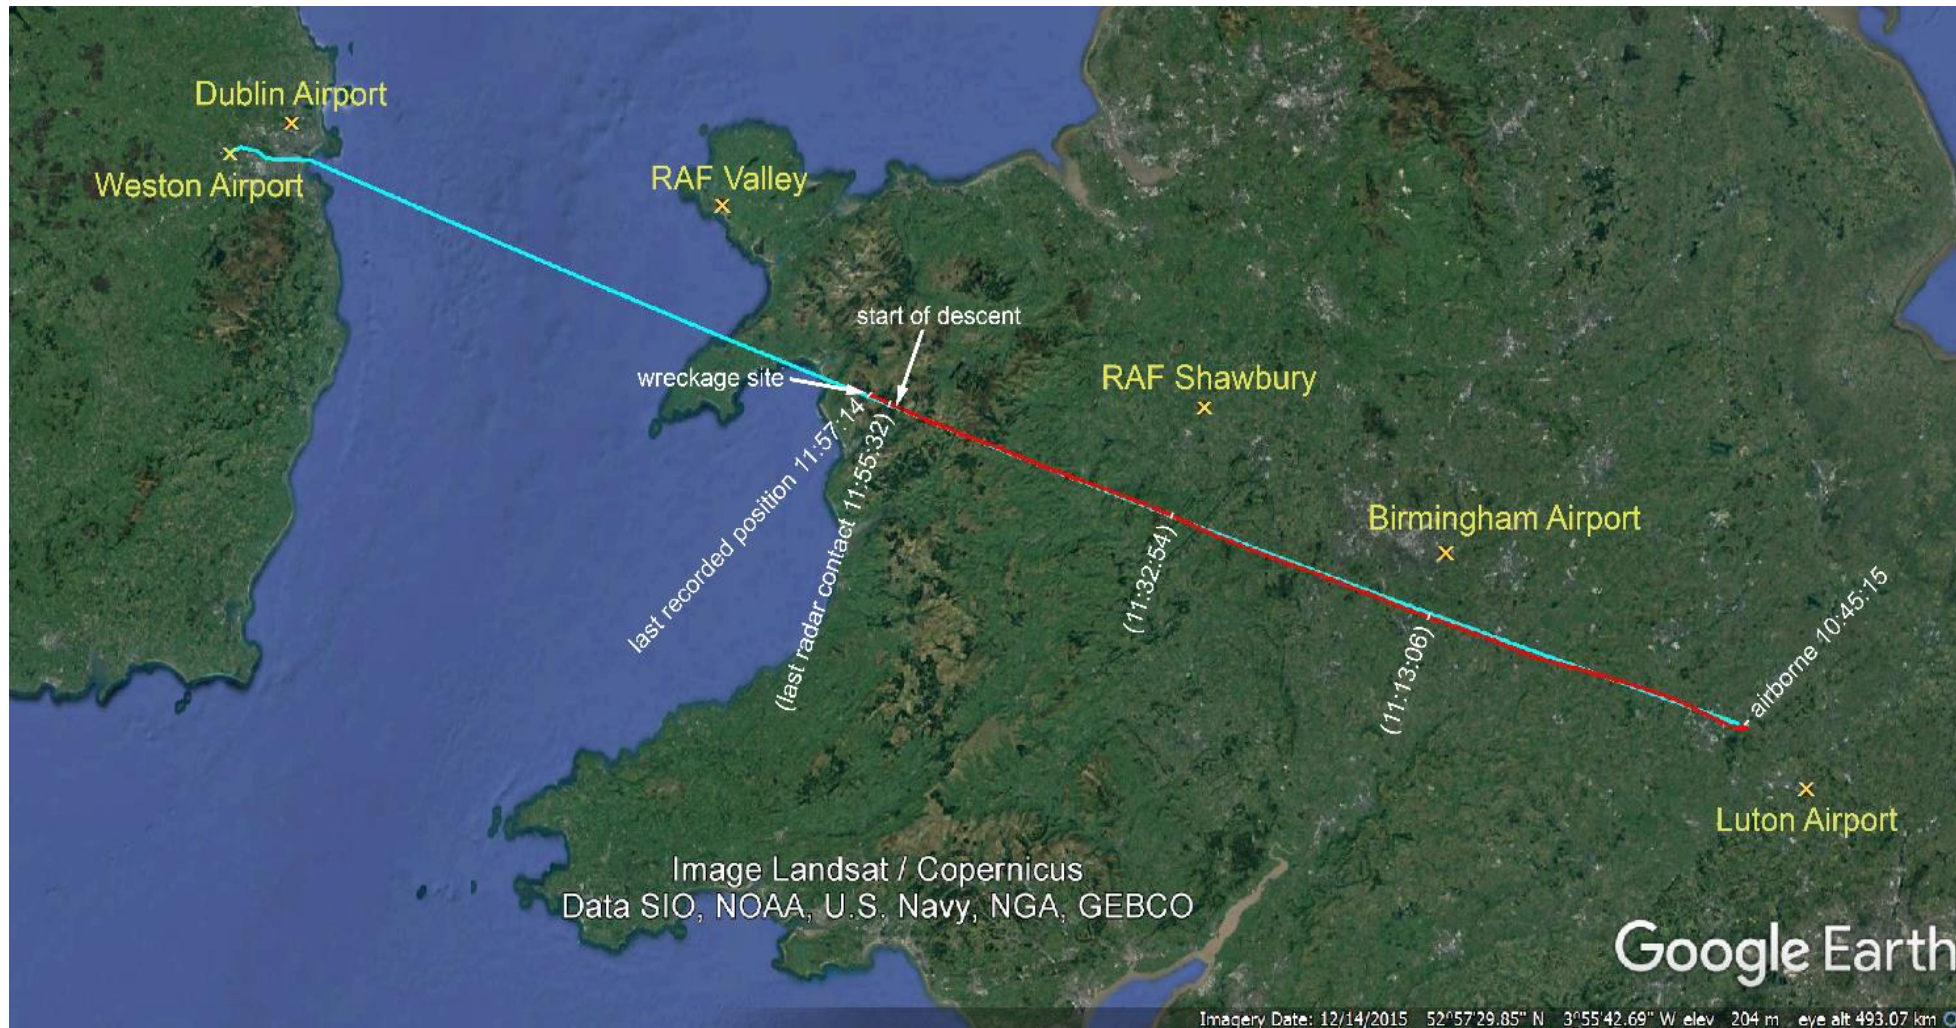 Dublin Airport
Weston Airport
RAF Valley
start of descent
wreckage site
RAF Shawbury
last recorded position 11:57:14
(last radar contact 11:55:32)
(11:32:54)
Birmingham Airport
(11:13:06)
airborne 10:45:15
Luton Airport
Image Landsat / Copernicus
Data SIO, NOAA, U.S. Navy, NGA, GEBCO
Google Earth
Imagery Date: 12/14/2015 52°57'29.85" N 3°55'42.69" W elev 204 m eye alt 493.07 km